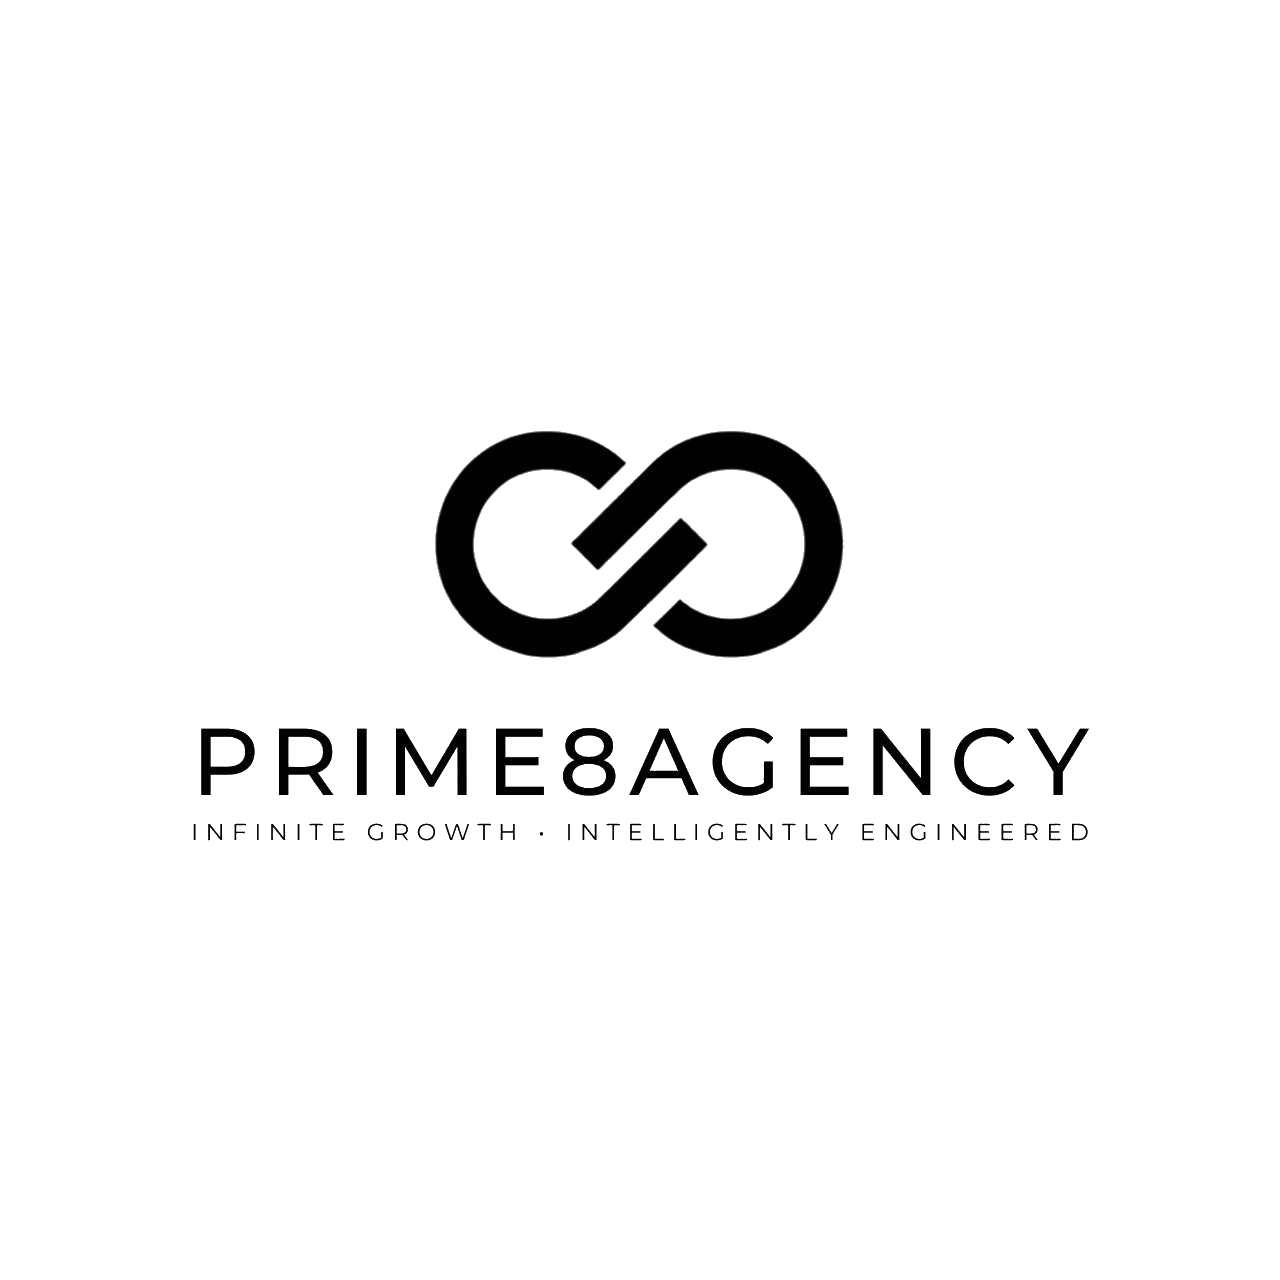 PRIME8AGENCY
INFINITE GROWTH · INTELLIGENTLY ENGINEERED